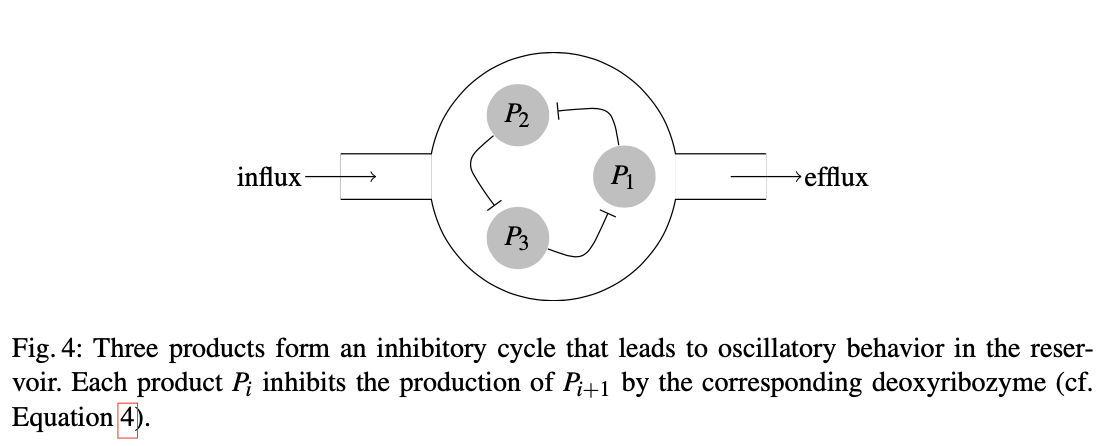 P₂
influx
P₁
efflux
P₃
Fig. 4: Three products form an inhibitory cycle that leads to oscillatory behavior in the reser-
voir. Each product Pᵢ inhibits the production of Pᵢ₊₁ by the corresponding deoxyribozyme (cf.
Equation 4).